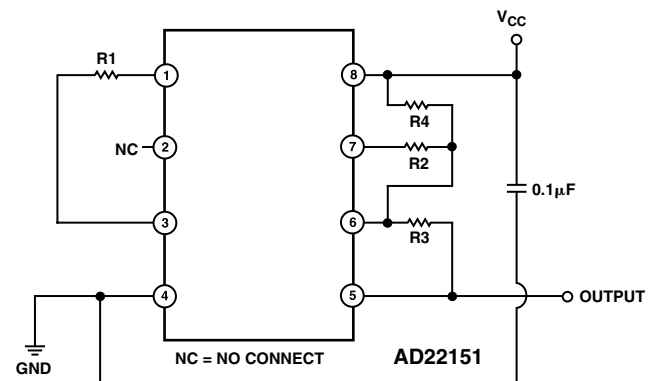 VCC
R1
1
8
R4
NC
2
7
R2
0.1μF
3
6
R3
4
5
OUTPUT
GND
NC = NO CONNECT
AD22151